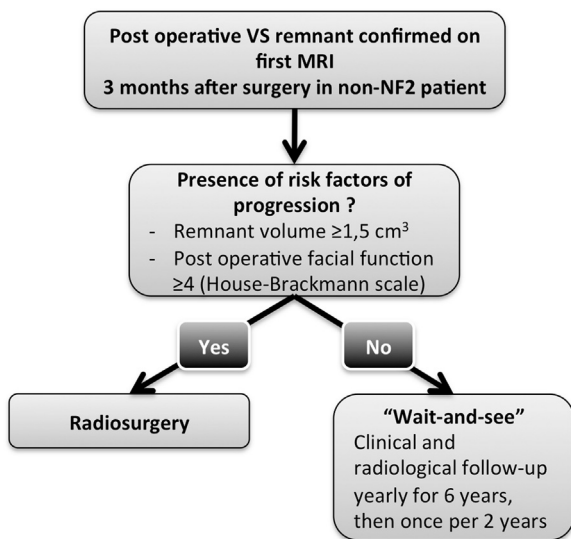 Post operative VS remnant confirmed on
first MRI
3 months after surgery in non-NF2 patient
Presence of risk factors of
progression ?
- Remnant volume ≥1,5 cm³
- Post operative facial function
≥4 (House-Brackmann scale)
Yes
No
Radiosurgery
“Wait-and-see”
Clinical and
radiological follow-up
yearly for 6 years,
then once per 2 years